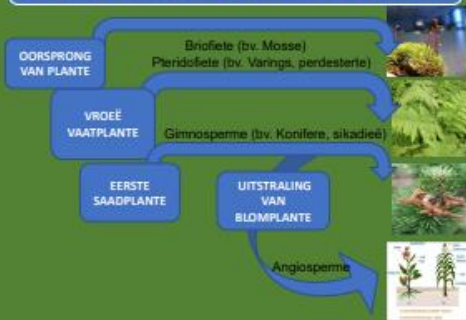 Briofiete (bv. Mosse)
OORSPRONG
VAN PLANTE
Pteridofiete (bv. Varings, perdesterte)
VROEË
VAATPLANTE
Gimnosperme (bv. Konifere, sikadieë)
EERSTE
SAADPLANTE
UITSTRALING
VAN
BLOMPLANTE
Angiosperme